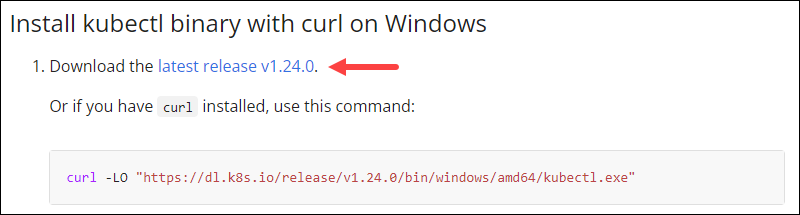 Install kubectl binary with curl on Windows
1. Download the latest release v1.24.0.
Or if you have curl installed, use this command:
curl -LO "https://dl.k8s.io/release/v1.24.0/bin/windows/amd64/kubectl.exe"